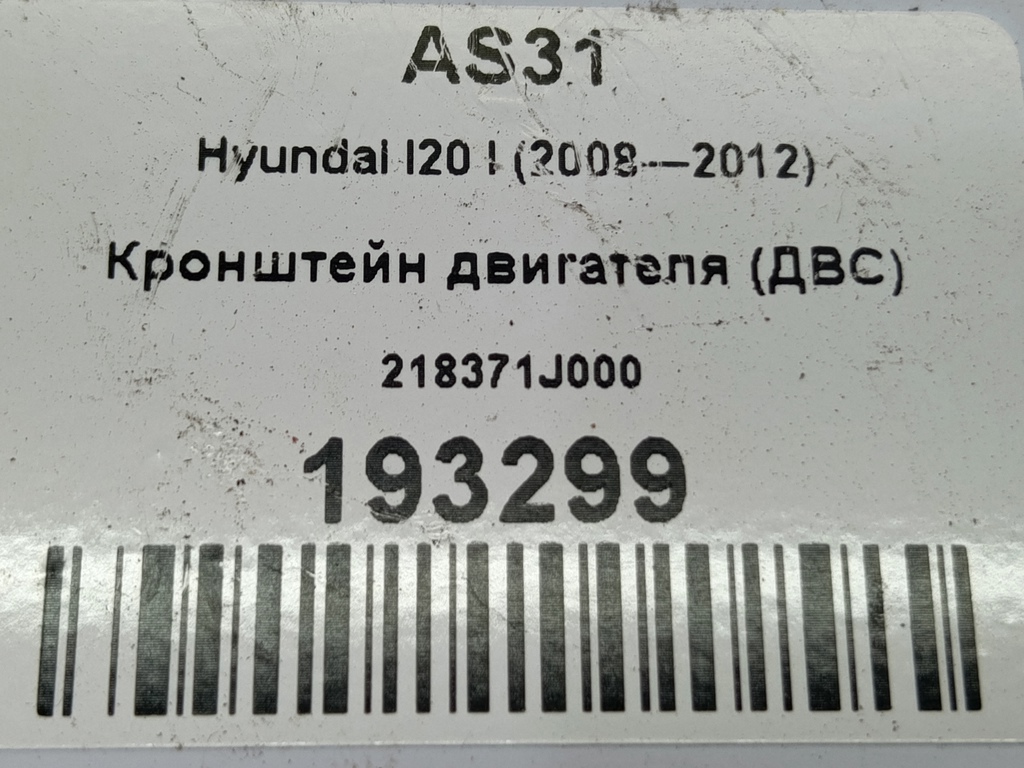 AS31
Hyundai I20 I (2008—2012)
Кронштейн двигателя (ДВС)
218371J000
193299